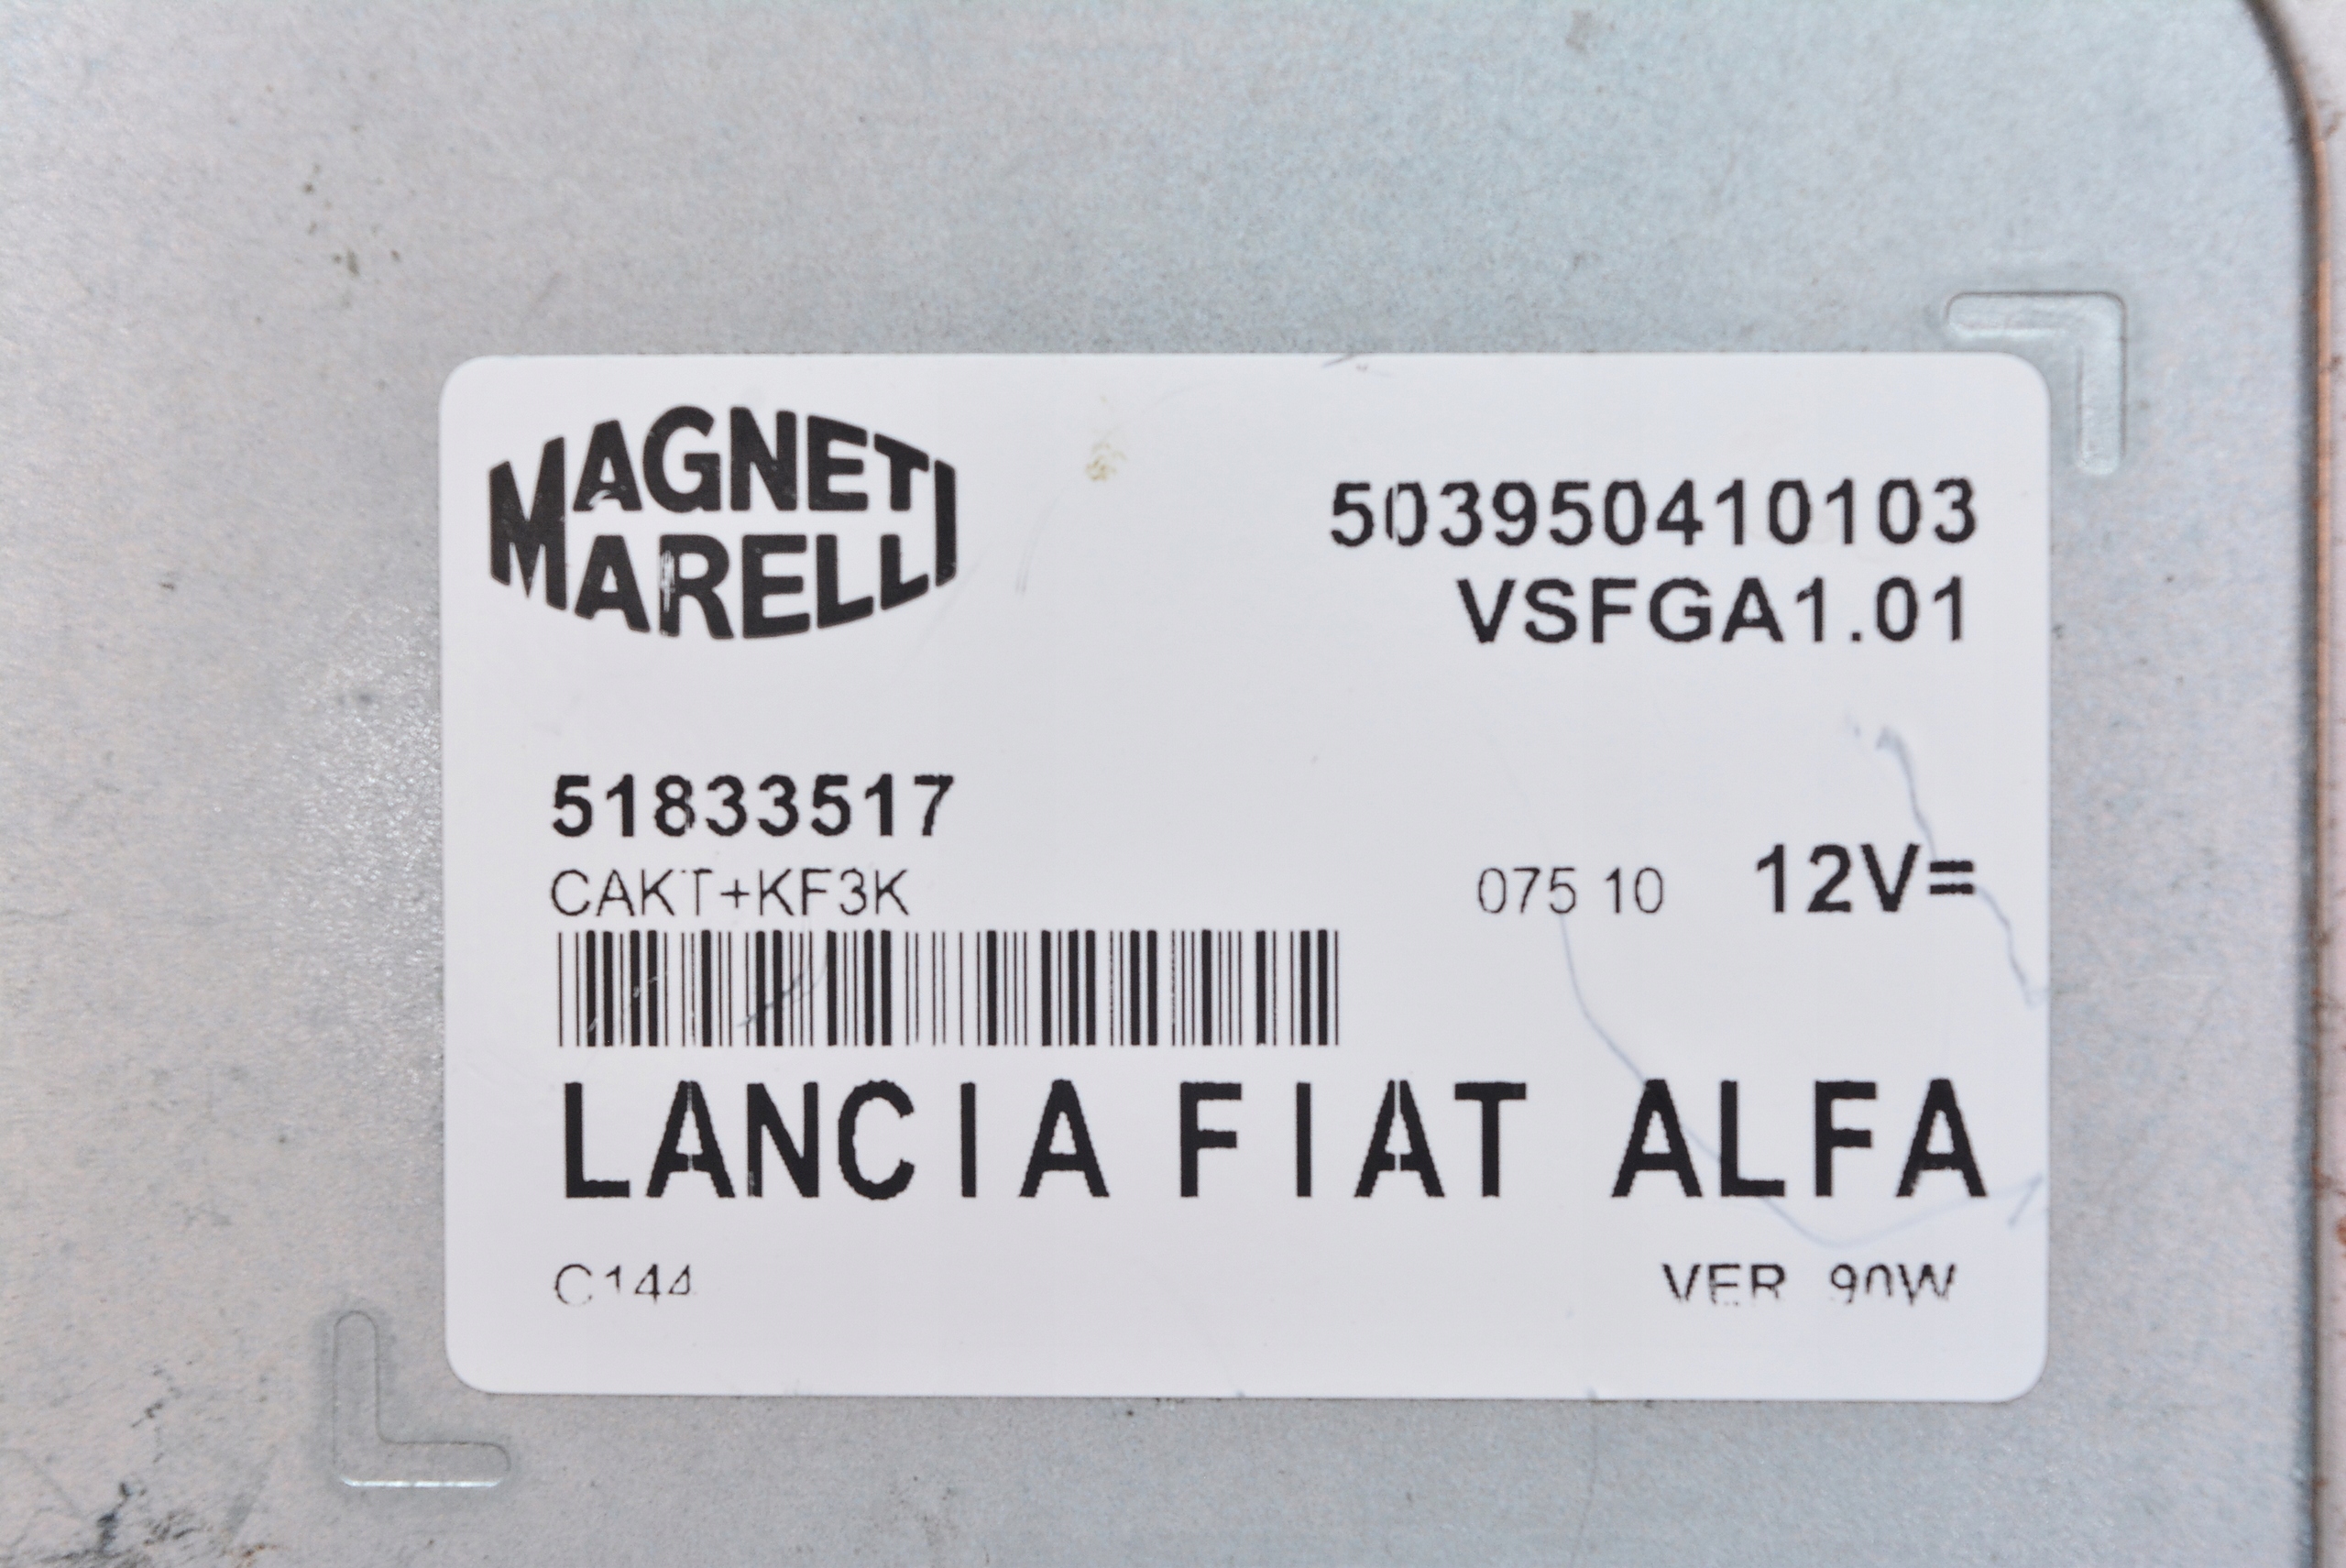 MAGNETI
MARELLI
503950410103
VSFGA1.01
51833517
CAKT+KF3K
075 10 12V=
LANCIA FIAT ALFA
C144
VER 90W